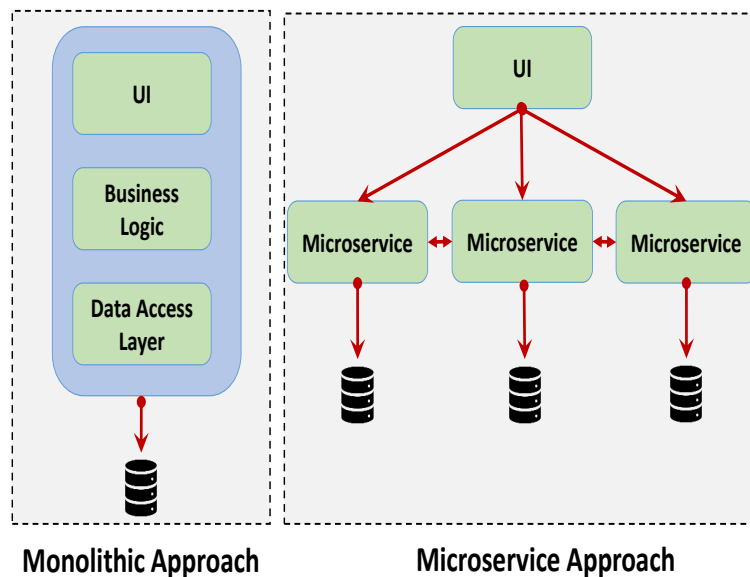 UI
Business
Logic
Data Access
Layer
Monolithic Approach
UI
Microservice
Microservice
Microservice
Microservice Approach